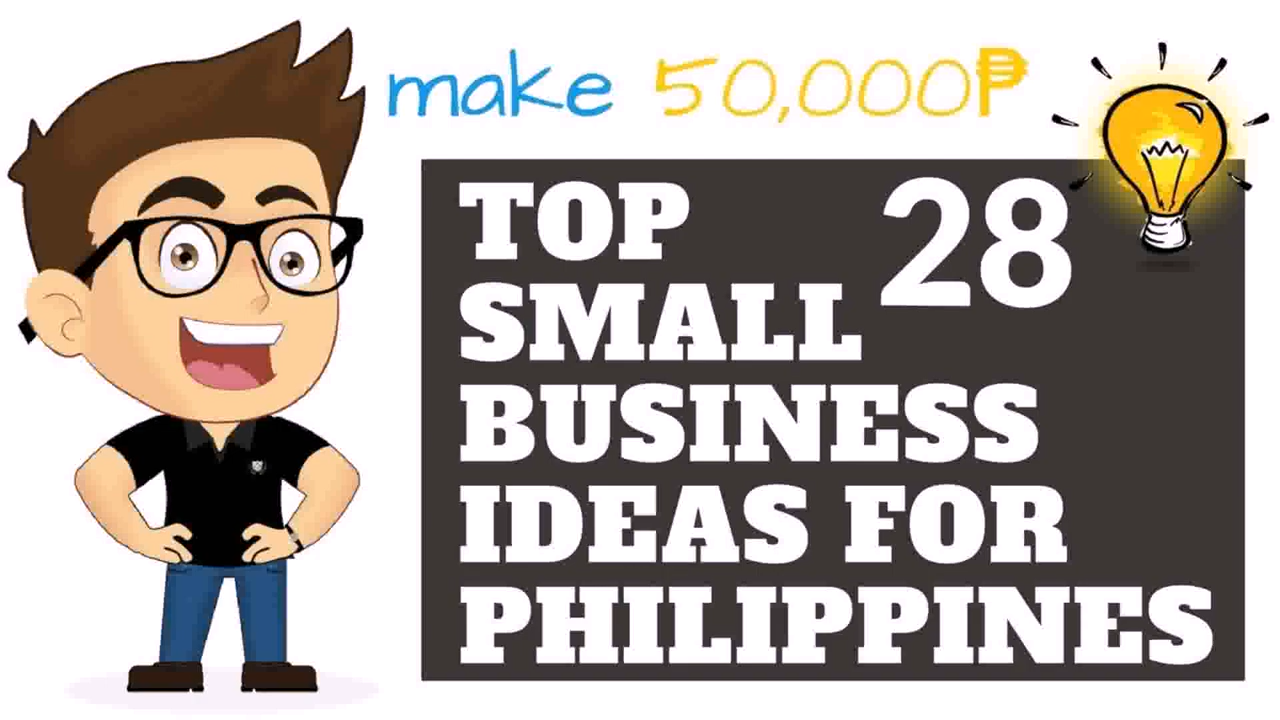 make 50,000₱
TOP 28
SMALL
BUSINESS
IDEAS FOR
PHILIPPINES